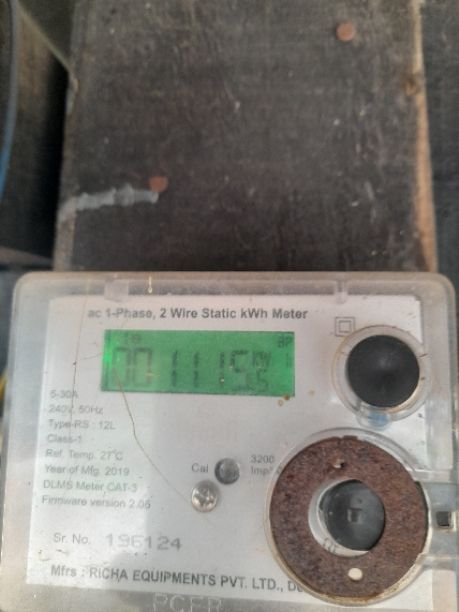 ac 1-Phase, 2 Wire Static kWh Meter
5-30A
240V, 50Hz
Type-RS : 12L
Class-1
Ref. Temp. 27°C
Year of Mfg. 2019
DLMS Meter CAT-3
Firmware version 2.06
Cal
3200
Imp/
Sr. No. 196124
Mfrs : RICHA EQUIPMENTS PVT. LTD.,